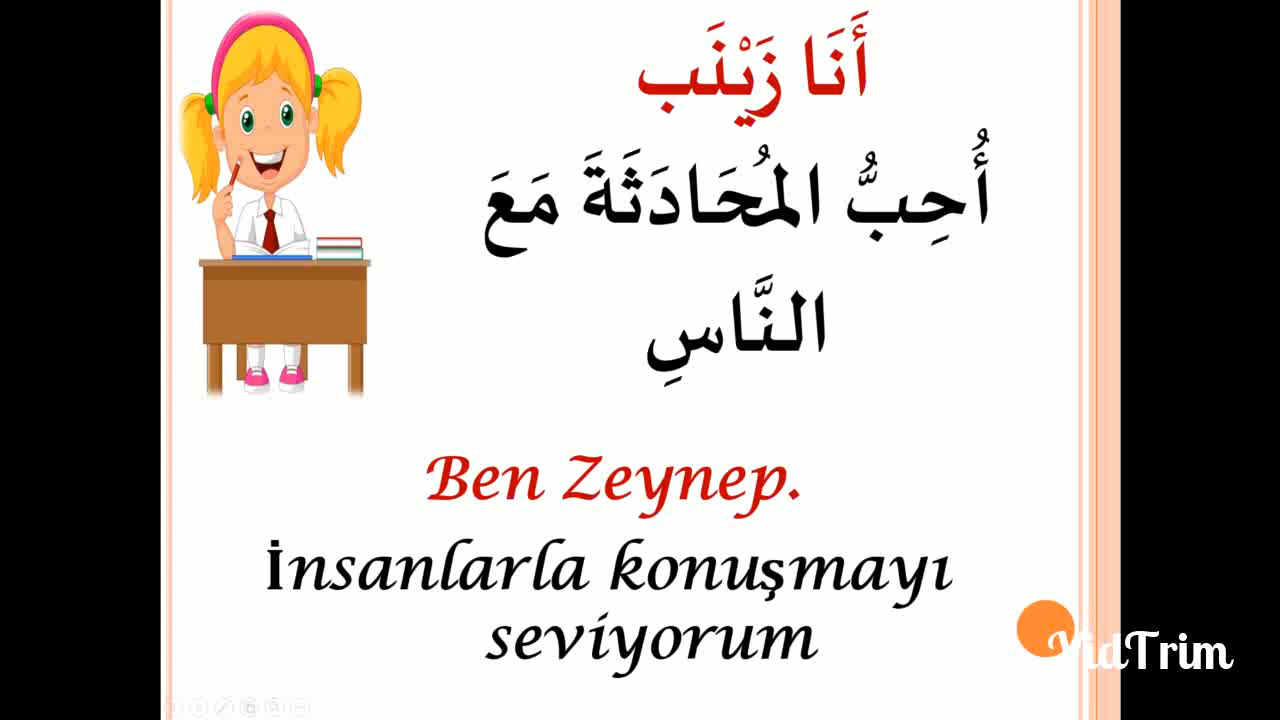 أَنَا زَيْنَب
أُحِبُّ المُحَادَثَةَ مَعَ
النَّاسِ
Ben Zeynep.
İnsanlarla konuşmayı
seviyorum
VidTrim